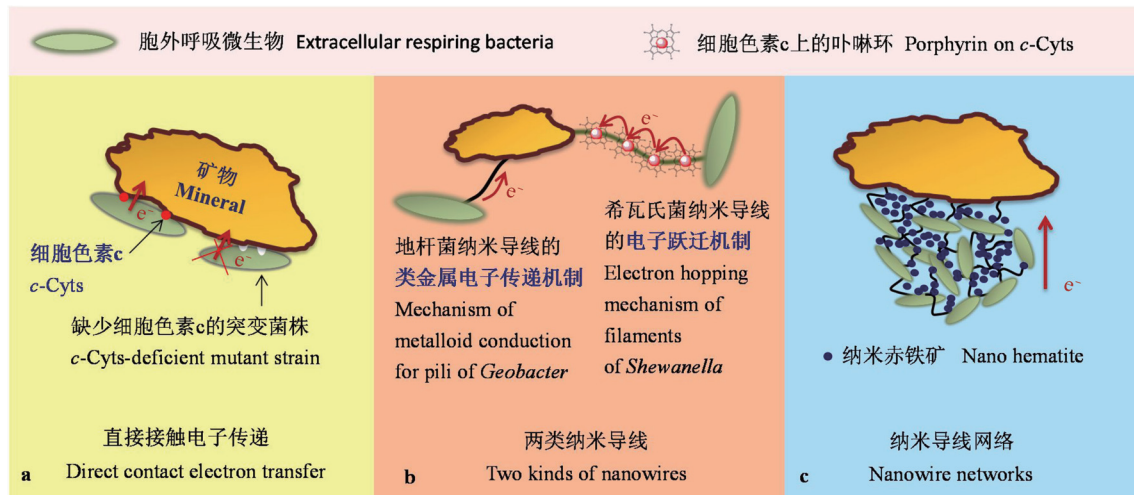 胞外呼吸微生物 Extracellular respiring bacteria
细胞色素c上的卟啉环 Porphyrin on c-Cyts
矿物
Mineral
e⁻
e⁻
细胞色素c
c-Cyts
缺少细胞色素c的突变菌株
c-Cyts-deficient mutant strain
直接接触电子传递
a Direct contact electron transfer
e⁻
e⁻
地杆菌纳米导线的
类金属电子传递机制
Mechanism of
metalloid conduction
for pili of Geobacter
希瓦氏菌纳米导线
的电子跃迁机制
Electron hopping
mechanism of
filaments
of Shewanella
两类纳米导线
b Two kinds of nanowires
e⁻
纳米赤铁矿 Nano hematite
纳米导线网络
c Nanowire networks